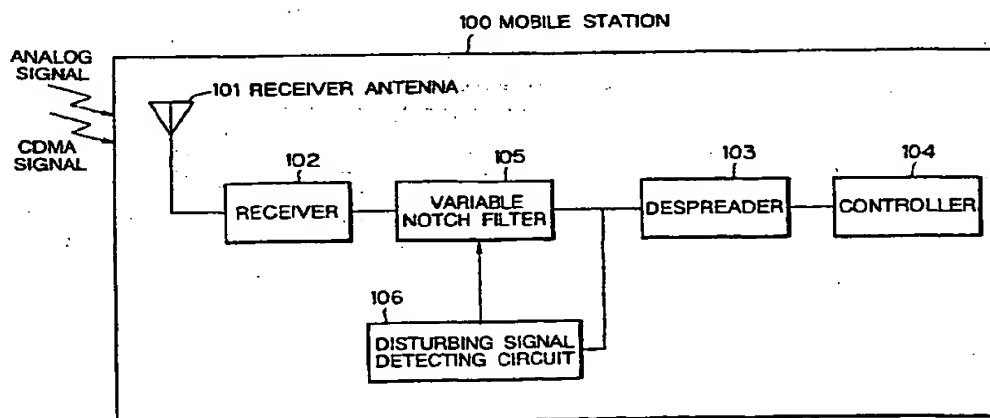 100 MOBILE STATION
ANALOG
SIGNAL
101 RECEIVER ANTENNA
CDMA
SIGNAL
102
105
103
104
RECEIVER
VARIABLE
NOTCH FILTER
DESPREADER
CONTROLLER
106
DISTURBING SIGNAL
DETECTING CIRCUIT